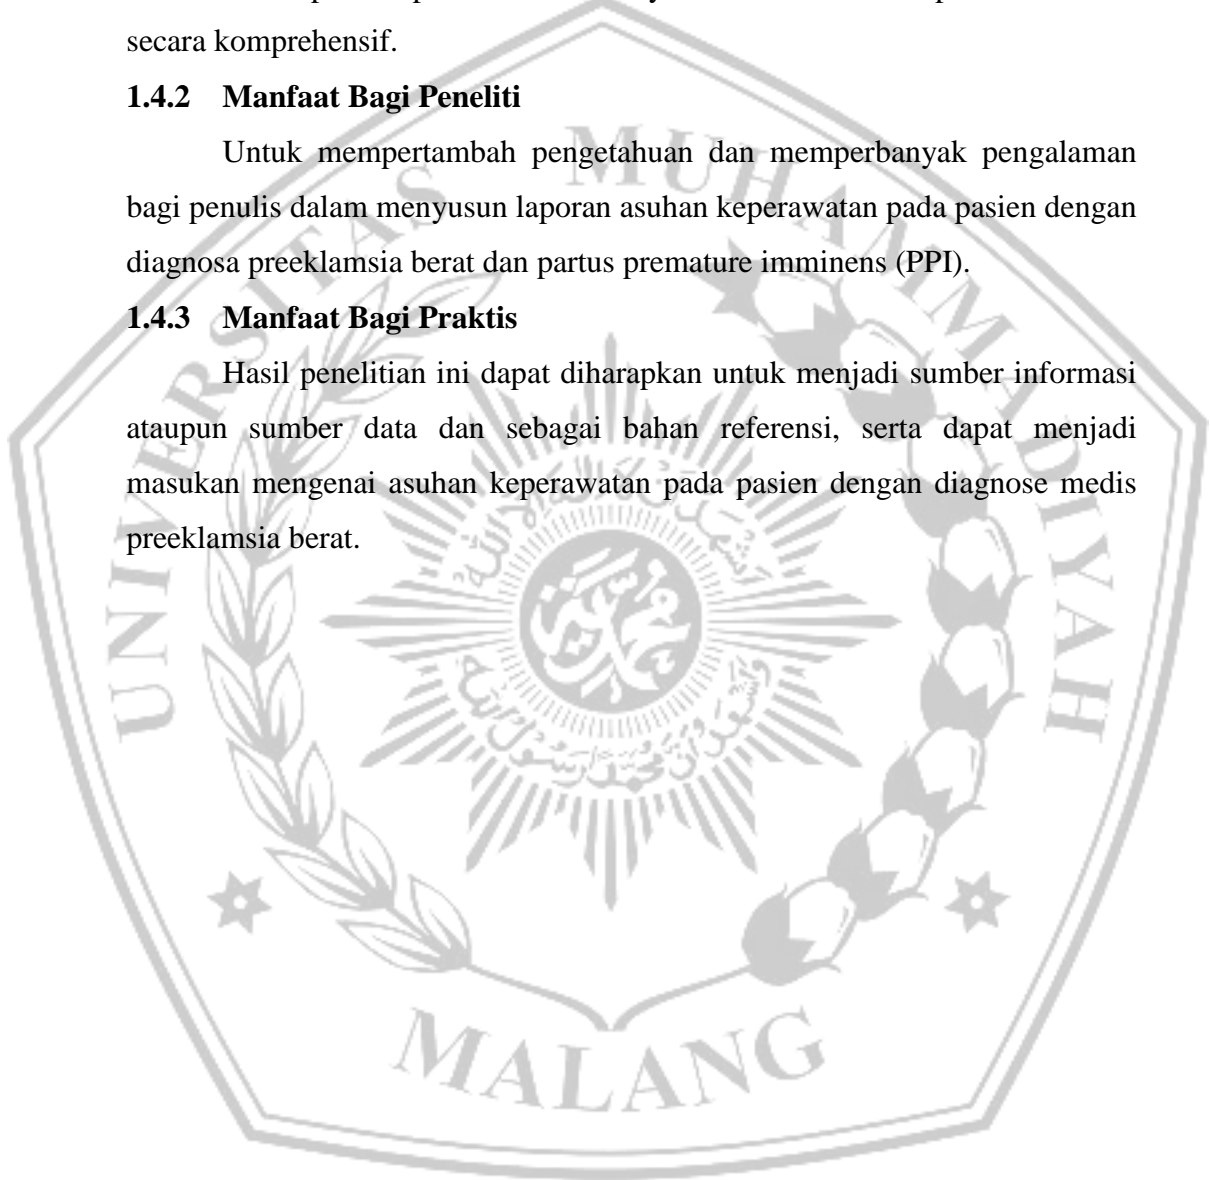 secara komprehensif.
1.4.2 Manfaat Bagi Peneliti
Untuk mempertambah pengetahuan dan memperbanyak pengalaman
bagi penulis dalam menyusun laporan asuhan keperawatan pada pasien dengan
diagnosa preeklamsia berat dan partus premature imminens (PPI).
1.4.3 Manfaat Bagi Praktis
Hasil penelitian ini dapat diharapkan untuk menjadi sumber informasi
ataupun sumber data dan sebagai bahan referensi, serta dapat menjadi
masukan mengenai asuhan keperawatan pada pasien dengan diagnose medis
preeklamsia berat.
UNIVERSITAS MUHAMMADIYAH
MALANG